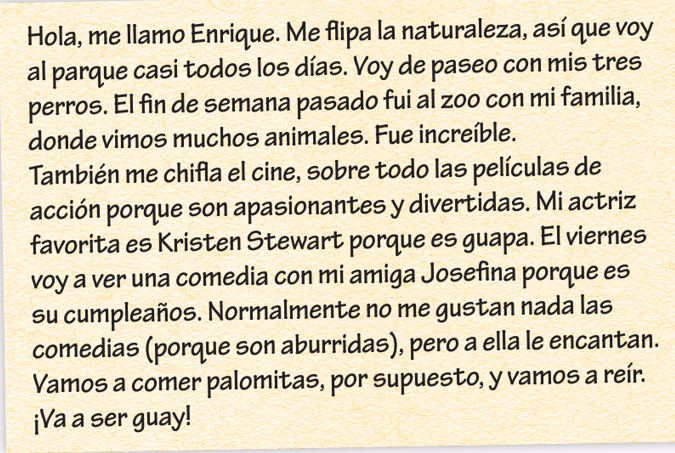 Hola, me llamo Enrique. Me flipa la naturaleza, así que voy
al parque casi todos los días. Voy de paseo con mis tres
perros. El fin de semana pasado fui al zoo con mi familia,
donde vimos muchos animales. Fue increíble.
También me chifla el cine, sobre todo las películas de
acción porque son apasionantes y divertidas. Mi actriz
favorita es Kristen Stewart porque es guapa. El viernes
voy a ver una comedia con mi amiga Josefina porque es
su cumpleaños. Normalmente no me gustan nada las
comedias (porque son aburridas), pero a ella le encantan.
Vamos a comer palomitas, por supuesto, y vamos a reír.
¡Va a ser guay!